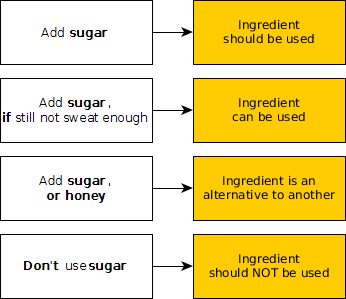 Add sugar
Ingredient
should be used
Add sugar,
if still not sweat enough
Ingredient
can be used
Add sugar,
or honey
Ingredient is an
alternative to another
Don't use sugar
Ingredient
should NOT be used